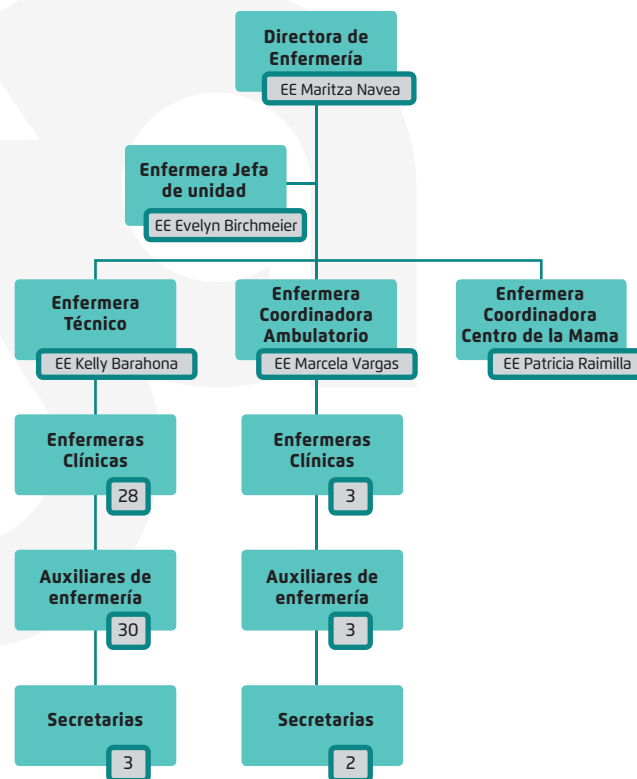 Directora de
Enfermería
EE Maritza Navea
Enfermera Jefa
de unidad
EE Evelyn Birchmeier
Enfermera
Técnico
EE Kelly Barahona
Enfermera
Coordinadora
Ambulatorio
EE Marcela Vargas
Enfermera
Coordinadora
Centro de la Mama
EE Patricia Raimilla
Enfermeras
Clínicas
28
Enfermeras
Clínicas
3
Auxiliares de
enfermería
30
Auxiliares de
enfermería
3
Secretarias
3
Secretarias
2